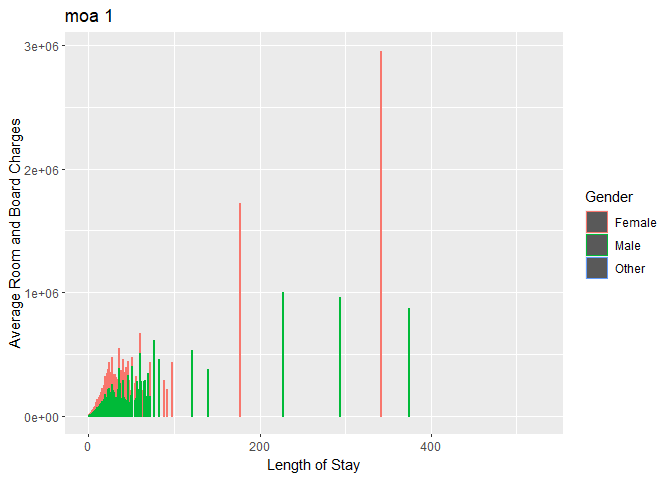 moa 1
Average Room and Board Charges
3e+06
2e+06
1e+06
0e+00
0
200
400
Length of Stay
Gender
Female
Male
Other